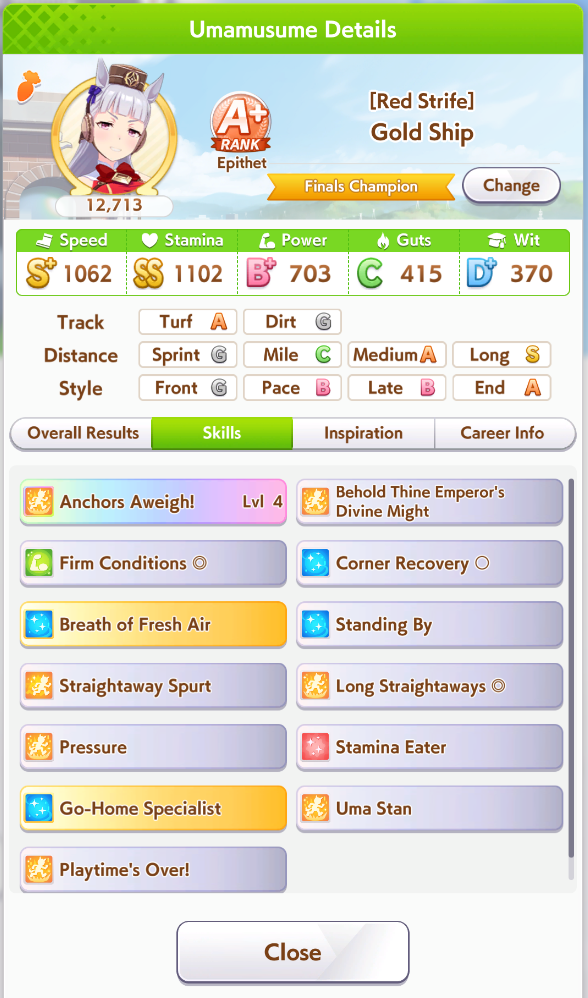 Umamusume Details
A+
RANK
Epithet
[Red Strife]
Gold Ship
12,713
Finals Champion
Change
Speed Stamina Power Guts Wit
S+ 1062 SS 1102 B+ 703 C 415 D+ 370
Track Turf A Dirt G
Distance Sprint G Mile C Medium A Long S
Style Front G Pace B Late B End A
Overall Results Skills Inspiration Career Info
Anchors Aweigh! Lvl 4
Behold Thine Emperor's
Divine Might
Firm Conditions ◎
Corner Recovery ○
Breath of Fresh Air
Standing By
Straightaway Spurt
Long Straightaways ◎
Pressure
Stamina Eater
Go-Home Specialist
Uma Stan
Playtime's Over!
Close